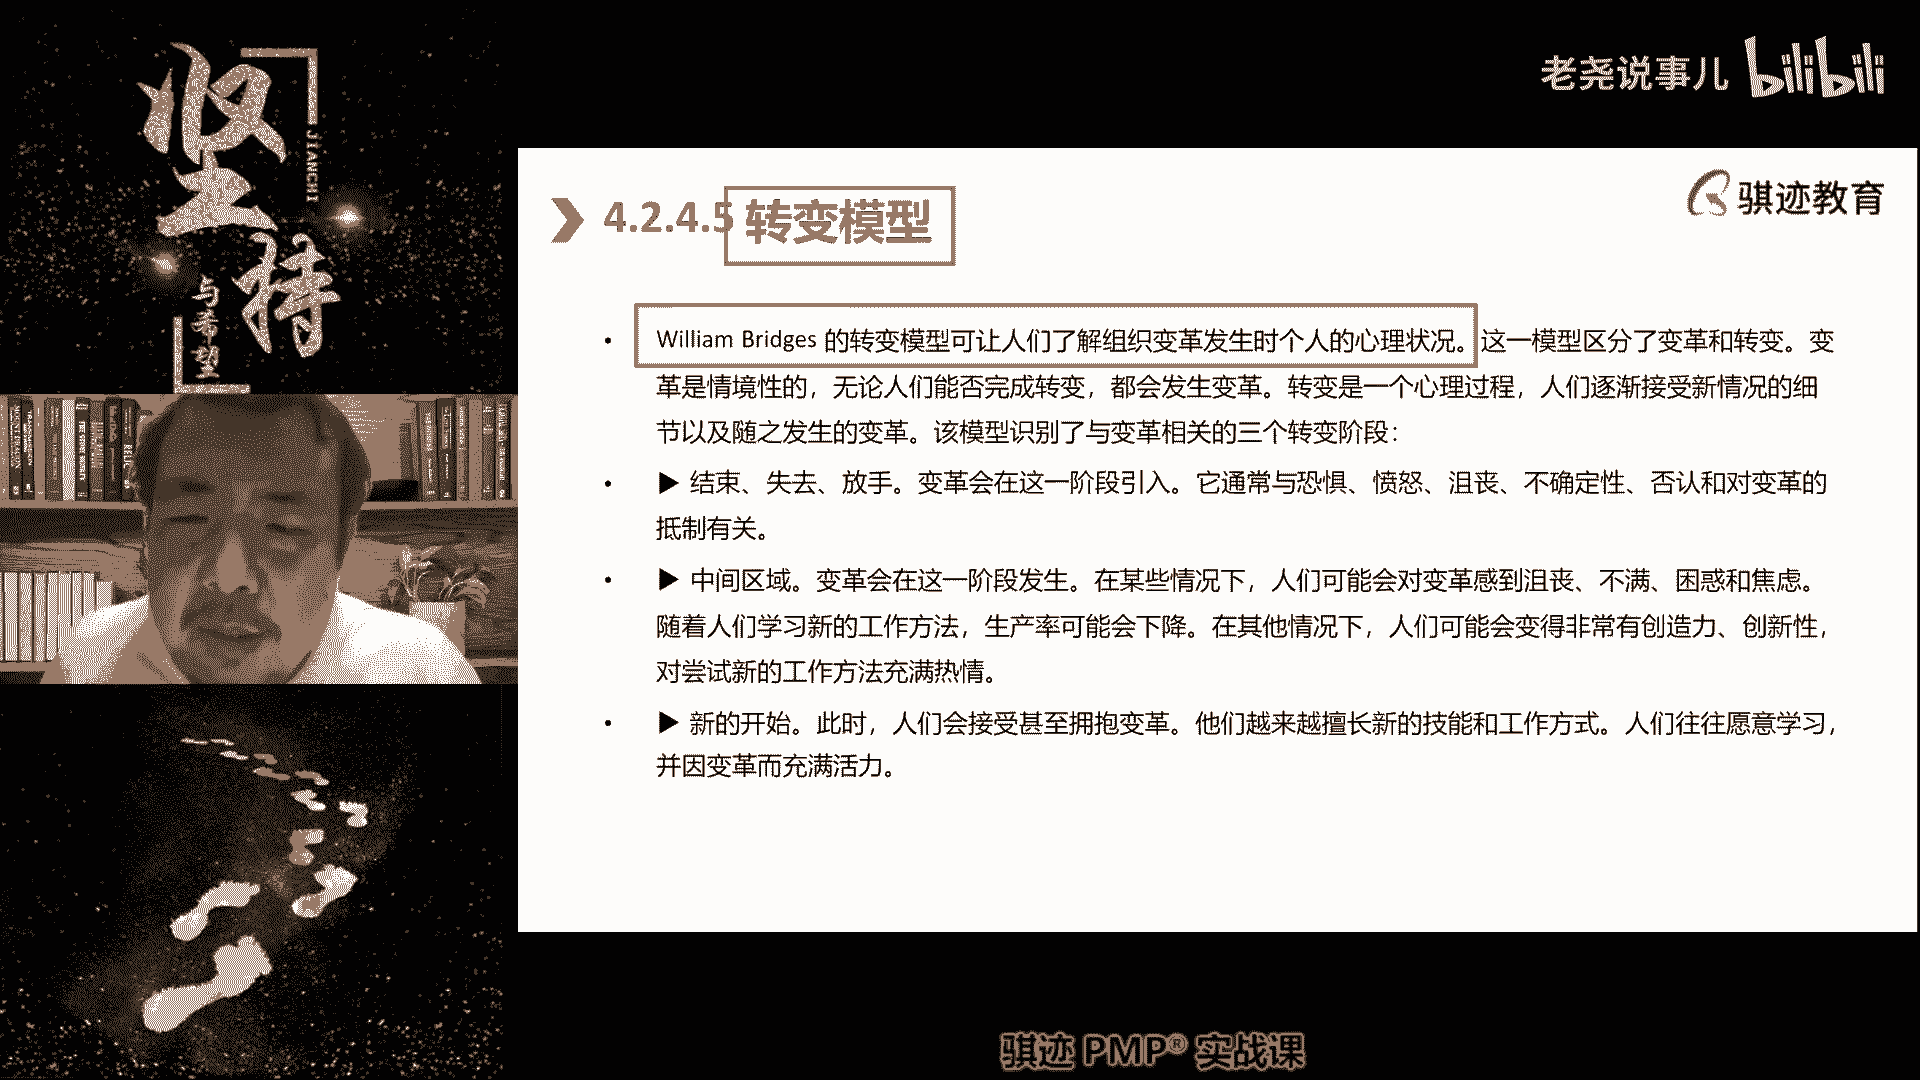 坚持
JIANCHI
与希望
老尧说事儿 bilibili
骐迹教育
4.2.4.5 转变模型
• William Bridges 的转变模型可让人们了解组织变革发生时个人的心理状况。这一模型区分了变革和转变。变
革是情境性的，无论人们能否完成转变，都会发生变革。转变是一个心理过程，人们逐渐接受新情况的细
节以及随之发生的变革。该模型识别了与变革相关的三个转变阶段：
• ▶ 结束、失去、放手。变革会在这一阶段引入。它通常与恐惧、愤怒、沮丧、不确定性、否认和对变革的
抵制有关。
• ▶ 中间区域。变革会在这一阶段发生。在某些情况下，人们可能会对变革感到沮丧、不满、困惑和焦虑。
随着人们学习新的工作方法，生产率可能会下降。在其他情况下，人们可能会变得非常有创造力、创新性，
对尝试新的工作方法充满热情。
• ▶ 新的开始。此时，人们会接受甚至拥抱变革。他们越来越擅长新的技能和工作方式。人们往往愿意学习，
并因变革而充满活力。
骐迹 PMP® 实战课